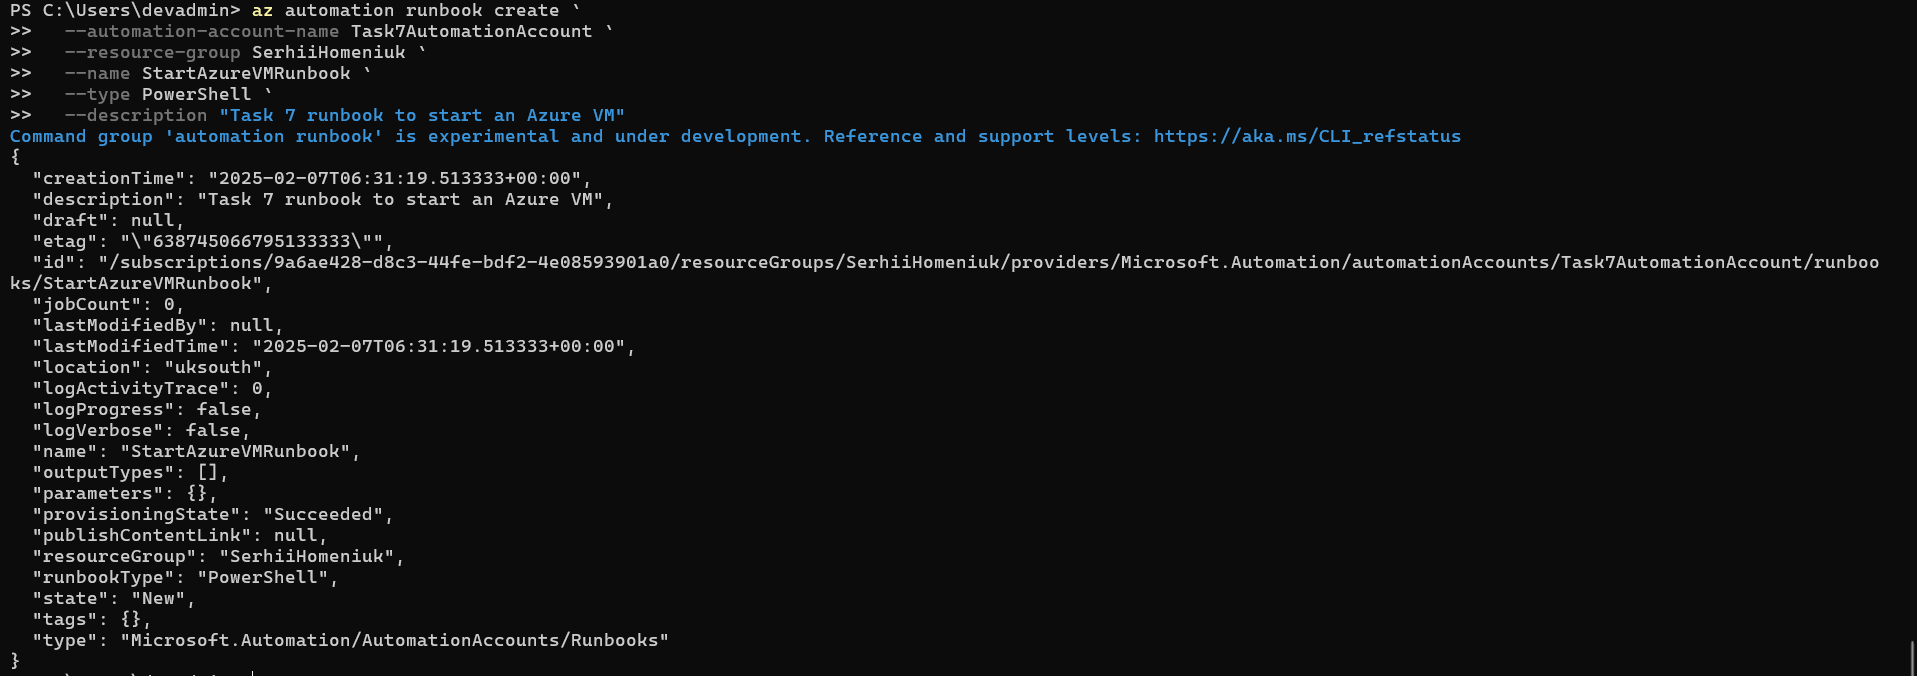 PS C:\Users\devadmin> az automation runbook create `
>>   --automation-account-name Task7AutomationAccount `
>>   --resource-group SerhiiHomeniuk `
>>   --name StartAzureVMRunbook `
>>   --type PowerShell `
>>   --description "Task 7 runbook to start an Azure VM"
Command group 'automation runbook' is experimental and under development. Reference and support levels: https://aka.ms/CLI_refstatus
{
  "creationTime": "2025-02-07T06:31:19.513333+00:00",
  "description": "Task 7 runbook to start an Azure VM",
  "draft": null,
  "etag": "\"638745066795133333\"",
  "id": "/subscriptions/9a6ae428-d8c3-44fe-bdf2-4e08593901a0/resourceGroups/SerhiiHomeniuk/providers/Microsoft.Automation/automationAccounts/Task7AutomationAccount/runboo
ks/StartAzureVMRunbook",
  "jobCount": 0,
  "lastModifiedBy": null,
  "lastModifiedTime": "2025-02-07T06:31:19.513333+00:00",
  "location": "uksouth",
  "logActivityTrace": 0,
  "logProgress": false,
  "logVerbose": false,
  "name": "StartAzureVMRunbook",
  "outputTypes": [],
  "parameters": {},
  "provisioningState": "Succeeded",
  "publishContentLink": null,
  "resourceGroup": "SerhiiHomeniuk",
  "runbookType": "PowerShell",
  "state": "New",
  "tags": {},
  "type": "Microsoft.Automation/AutomationAccounts/Runbooks"
}